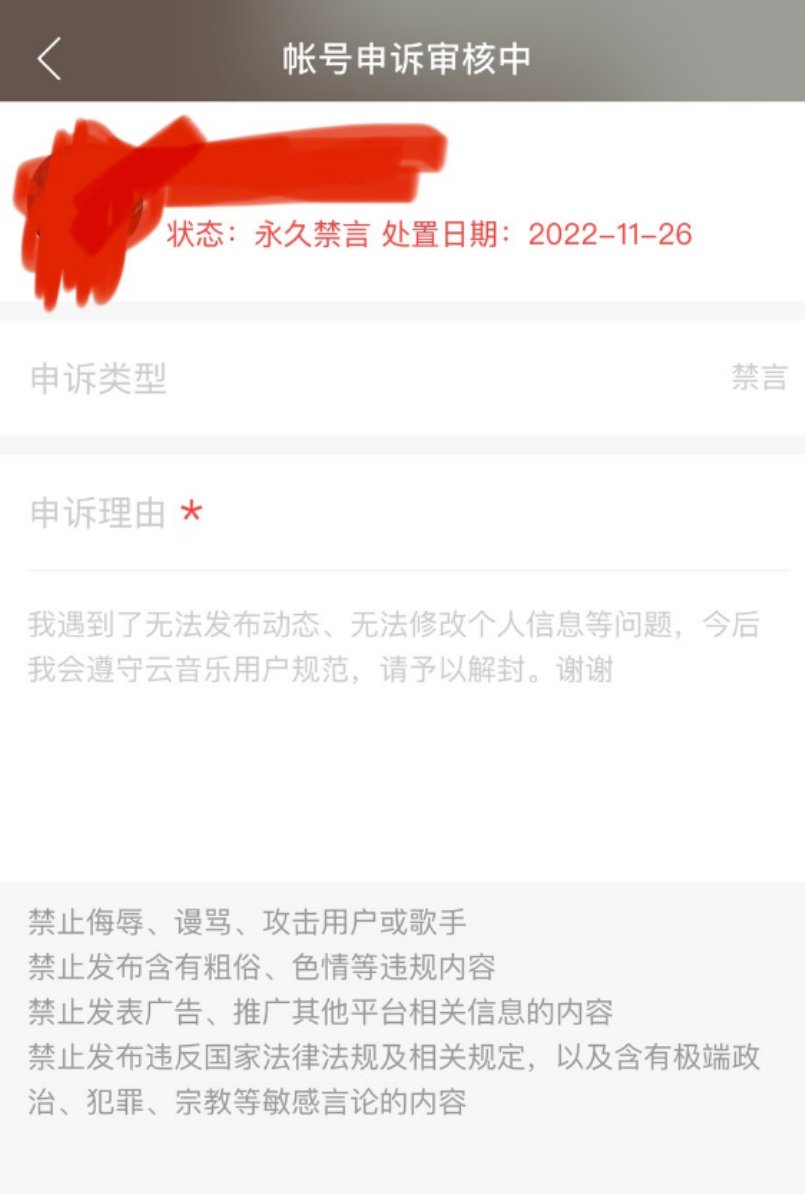 帐号申诉审核中
状态：永久禁言 处置日期：2022-11-26
申诉类型
禁言
申诉理由 *
我遇到了无法发布动态、无法修改个人信息等问题，今后
我会遵守云音乐用户规范，请予以解封。谢谢
禁止侮辱、谩骂、攻击用户或歌手
禁止发布含有粗俗、色情等违规内容
禁止发表广告、推广其他平台相关信息的内容
禁止发布违反国家法律法规及相关规定，以及含有极端政
治、犯罪、宗教等敏感言论的内容